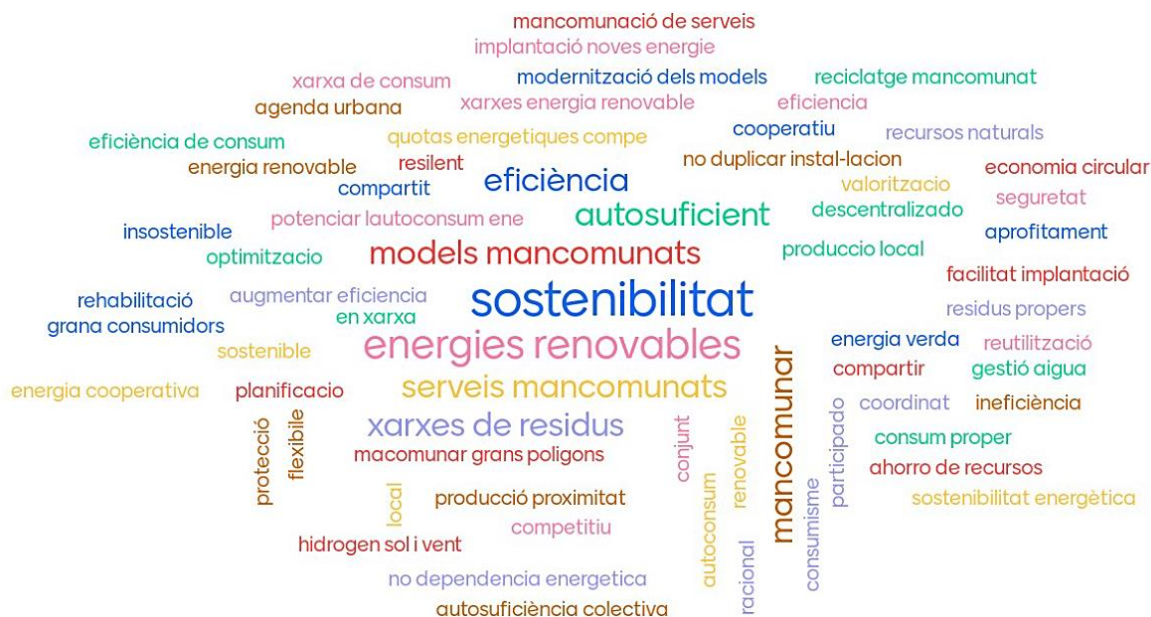 mancomunació de serveis
implantació noves energie
xarxa de consum
modernització dels models
reciclatge mancomunat
agenda urbana
xarxes energia renovable
eficiencia
eficiència de consum
quotas energetiques compe
cooperatiu
recursos naturals
energia renovable
resilent
no duplicar instal-lacion
economia circular
compartit
eficiència
valoritzacio
seguretat
potenciar lautoconsum ene
autosuficient
descentralizado
insostenible
aprofitament
optimitzacio
models mancomunats
produccio local
facilitat implantació
rehabilitació
augmentar eficiencia
sostenibilitat
residus propers
grana consumidors
en xarxa
sostenible
energies renovables
energia verda
reutilització
energia cooperativa
planificacio
serveis mancomunats
mancomunar
compartir
gestió aigua
coordinat
ineficiència
protecció
flexibile
xarxes de residus
conjunt
renovable
participado
consum proper
macomunar grans poligons
ahorro de recursos
local
producció proximitat
autoconsum
consumisme
sostenibilitat energètica
competitiu
hidrogen sol i vent
racional
no dependencia energetica
autosuficiència colectiva